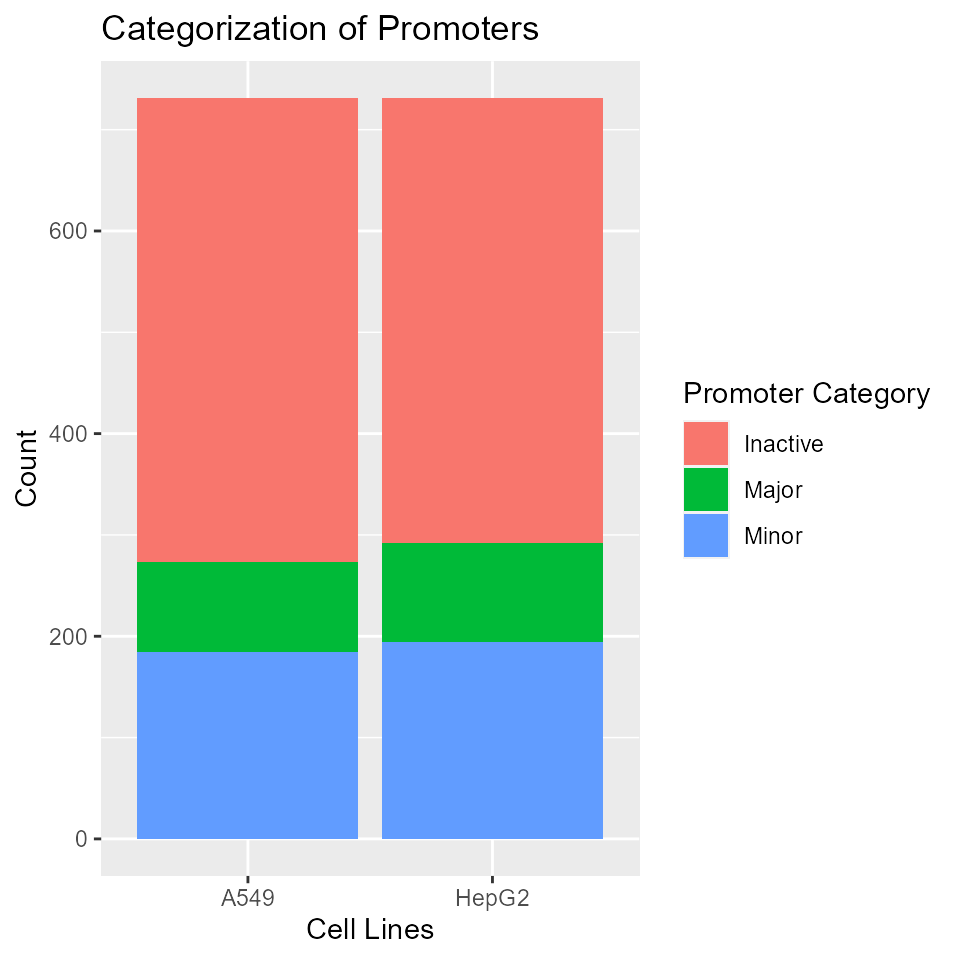 Categorization of Promoters
600
400
200
0
Count
A549
HepG2
Cell Lines
Promoter Category
Inactive
Major
Minor